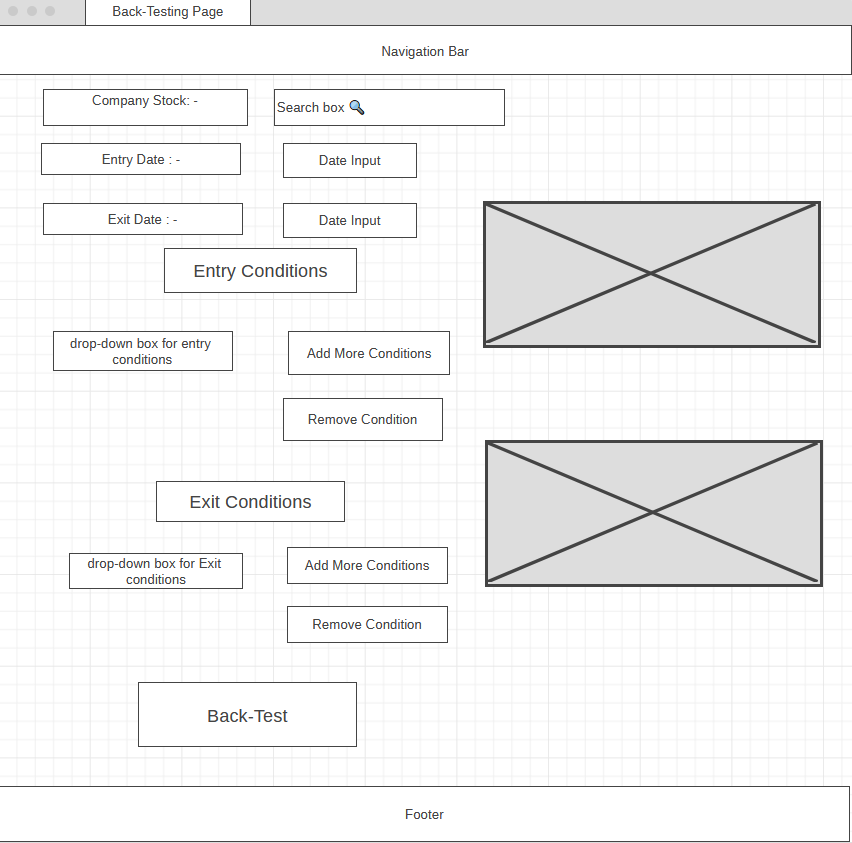 Back-Testing Page
Navigation Bar
Company Stock: -
Search box 🔍
Entry Date : -
Date Input
Exit Date : -
Date Input
Entry Conditions
drop-down box for entry
conditions
Add More Conditions
Remove Condition
Exit Conditions
drop-down box for Exit
conditions
Add More Conditions
Remove Condition
Back-Test
Footer